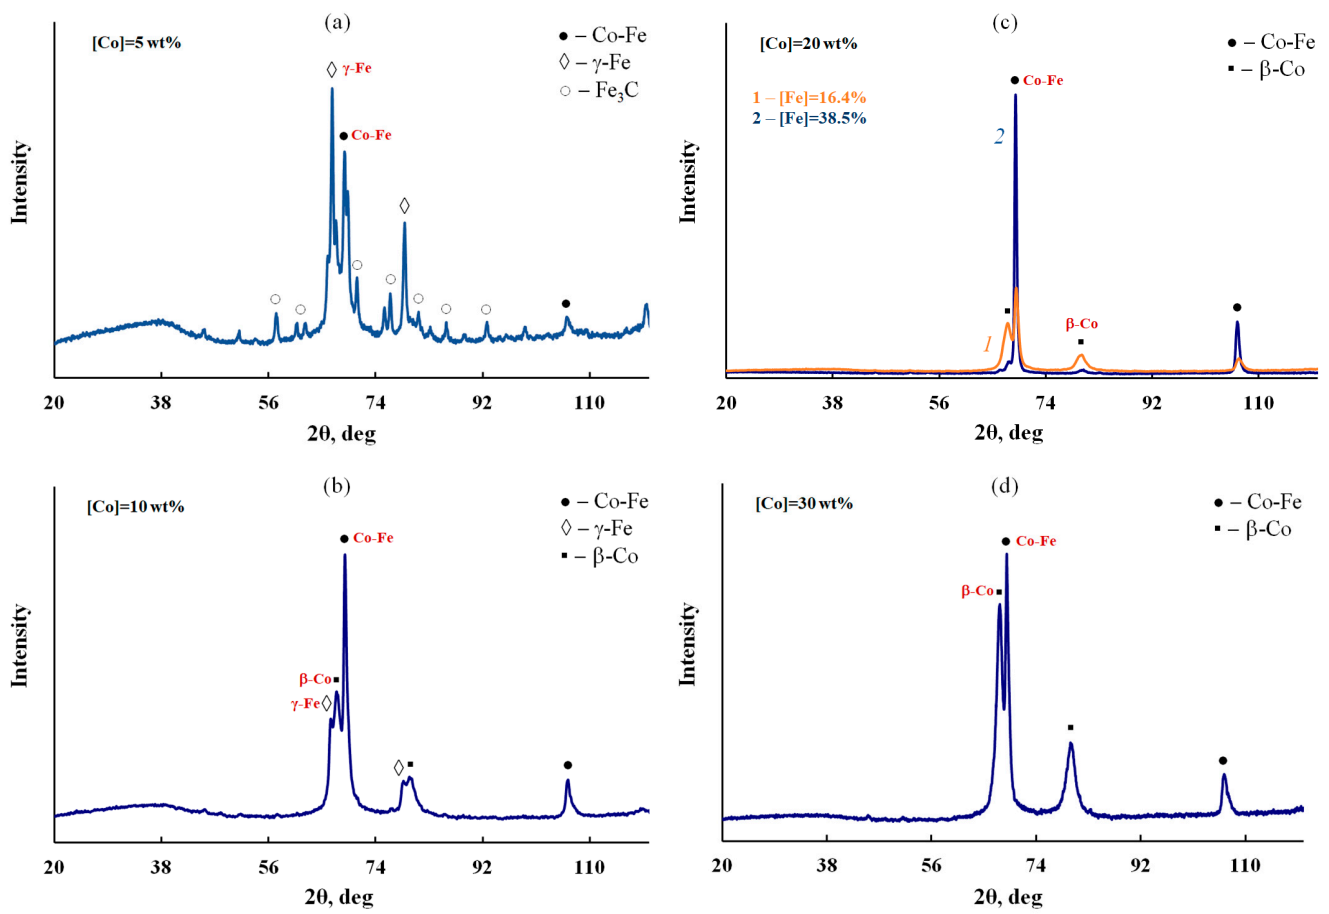 (a)
[Co]=5 wt%
● – Co-Fe
◊ – γ-Fe
○ – Fe₃C
γ-Fe
Co-Fe
Intensity
20 38 56 74 92 110
2θ, deg
(c)
[Co]=20 wt%
● – Co-Fe
■ – β-Co
1 – [Fe]=16.4%
2 – [Fe]=38.5%
Co-Fe
2
1
β-Co
Intensity
20 38 56 74 92 110
2θ, deg
(b)
[Co]=10 wt%
● – Co-Fe
◊ – γ-Fe
■ – β-Co
Co-Fe
β-Co
γ-Fe
Intensity
20 38 56 74 92 110
2θ, deg
(d)
[Co]=30 wt%
● – Co-Fe
■ – β-Co
Co-Fe
β-Co
Intensity
20 38 56 74 92 110
2θ, deg